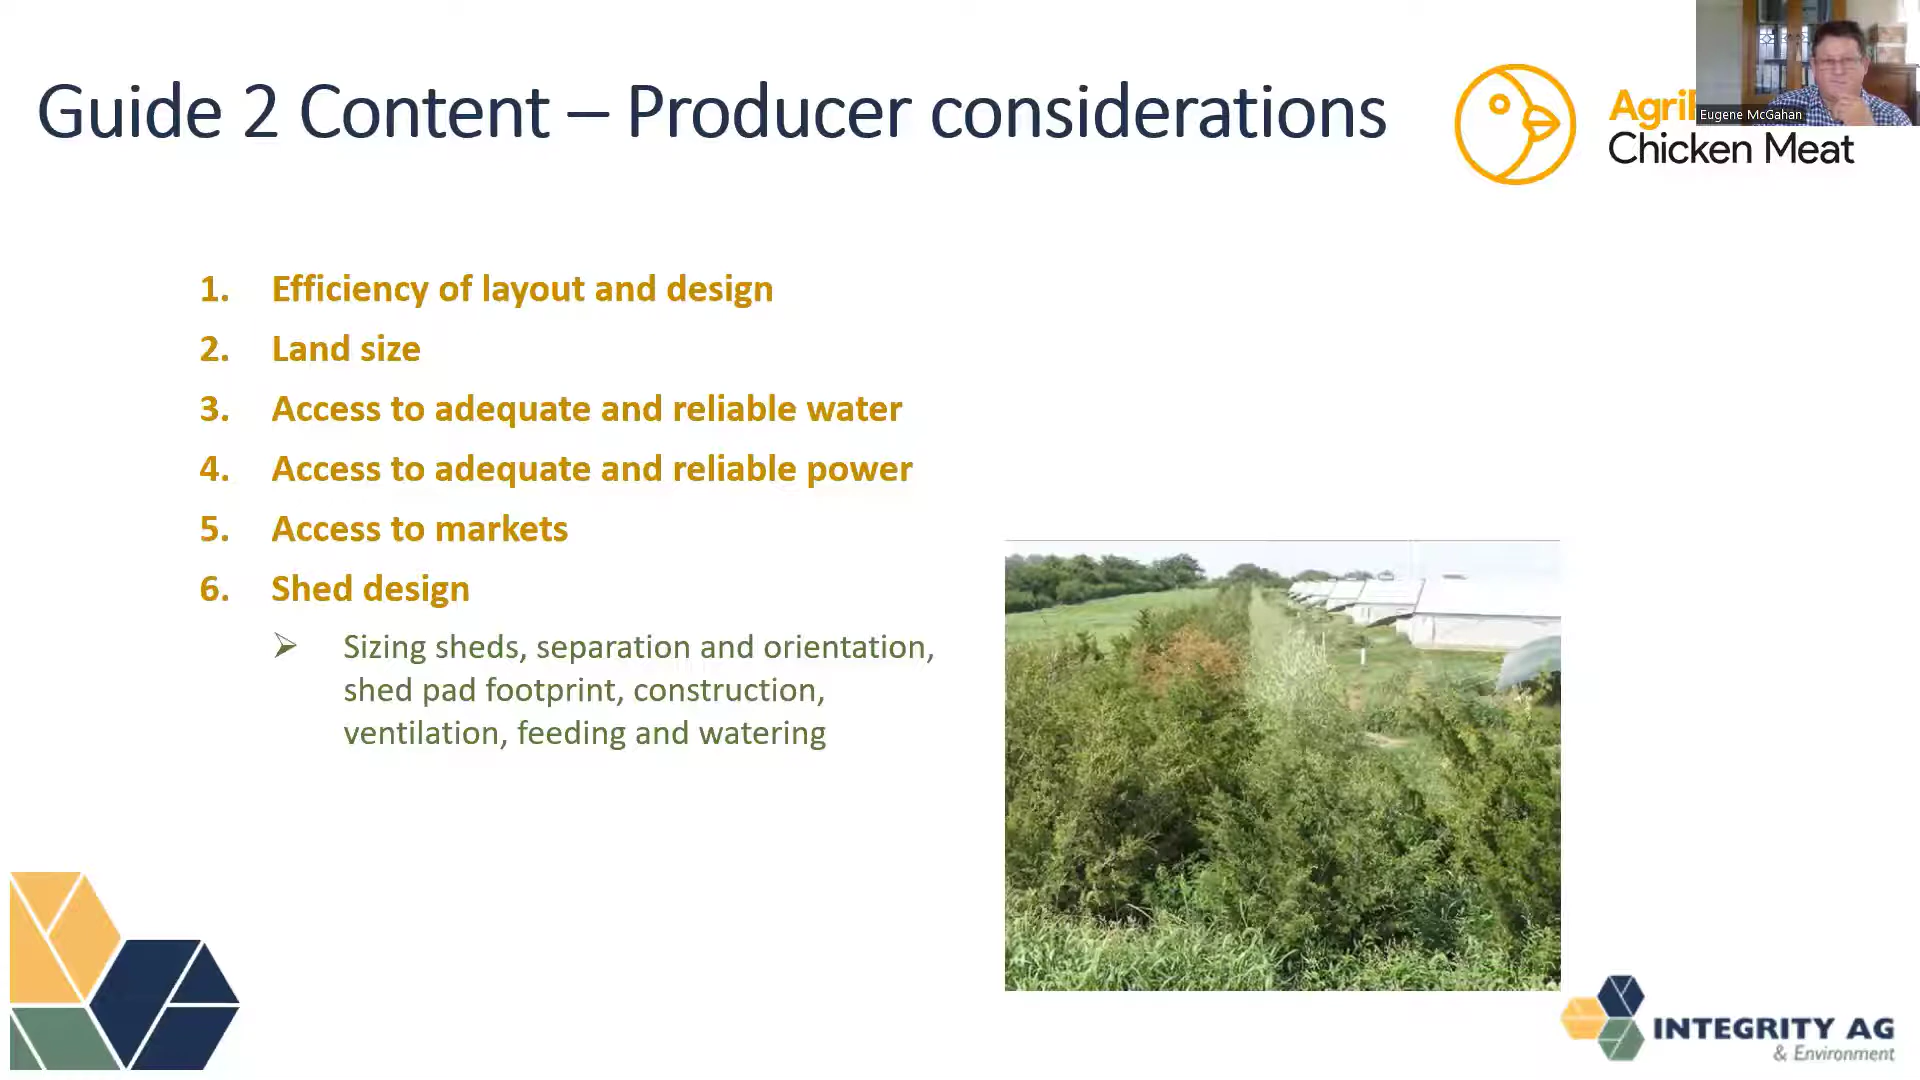 Guide 2 Content – Producer considerations
Agri
Chicken Meat
Eugene McGahan
1. Efficiency of layout and design
2. Land size
3. Access to adequate and reliable water
4. Access to adequate and reliable power
5. Access to markets
6. Shed design
➢ Sizing sheds, separation and orientation,
shed pad footprint, construction,
ventilation, feeding and watering
INTEGRITY AG
& Environment